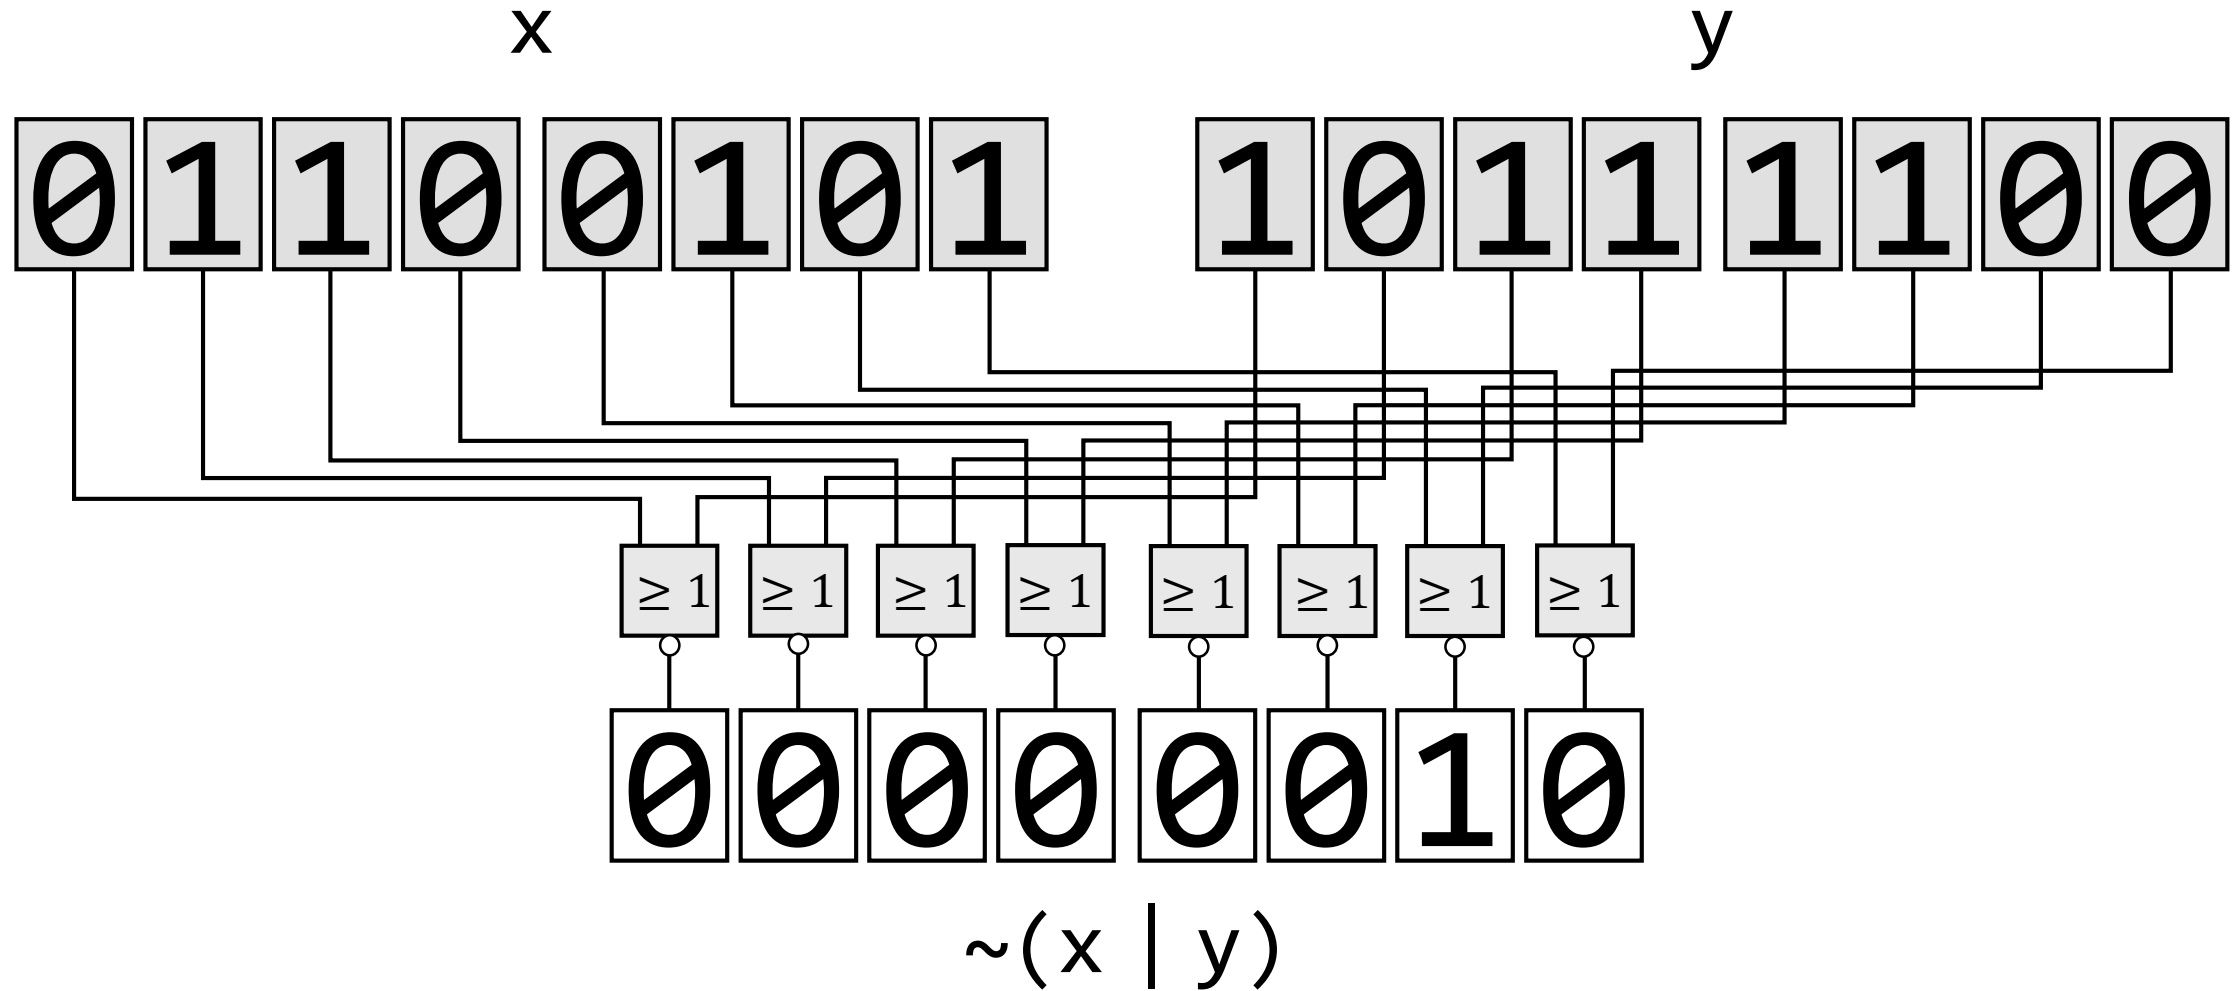 x y
0 1 1 0 0 1 0 1 1 0 1 1 1 1 0 0
≥ 1 ≥ 1 ≥ 1 ≥ 1 ≥ 1 ≥ 1 ≥ 1 ≥ 1
0 0 0 0 0 0 1 0
~(x | y)